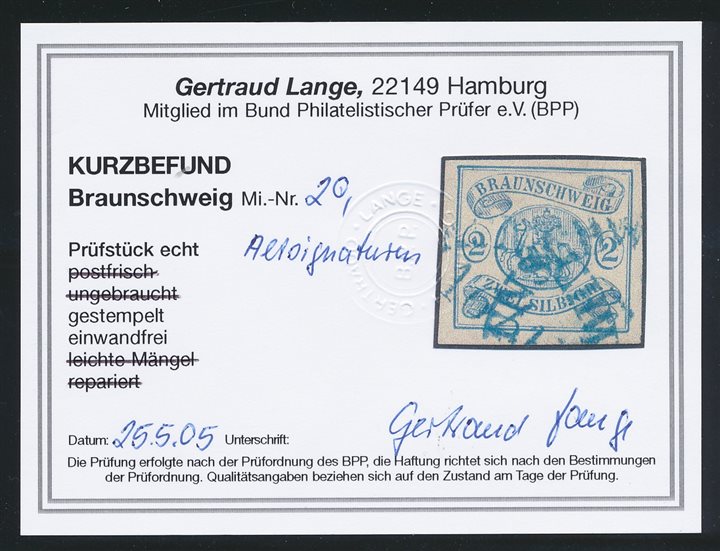 Gertraud Lange, 22149 Hamburg
Mitglied im Bund Philatelistischer Prüfer e.V. (BPP)
KURZBEFUND
Braunschweig Mi.-Nr. 20,
Altsignaturen
Prüfstück echt
postfrisch
ungebraucht
gestempelt
einwandfrei
leichte Mängel
repariert
BRAUNSCHWEIG
2 2
ZWEI SILBRGR
LANGE
BPP
Datum: 25.5.05 Unterschrift: Gertraud Lange
Die Prüfung erfolgte nach der Prüfordnung des BPP, die Haftung richtet sich nach den Bestimmungen
der Prüfordnung. Qualitätsangaben beziehen sich auf den Zustand am Tage der Prüfung.